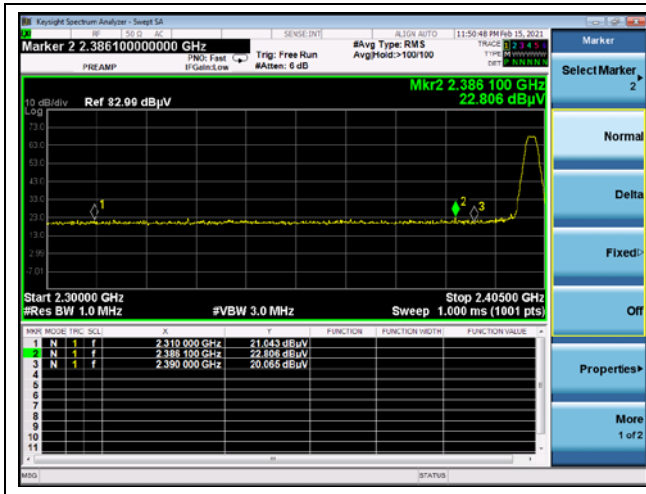 Keysight Spectrum Analyzer - Swept SA
RF 50 Ω AC SENSE:INT ALIGN AUTO 11:50:48 PM Feb 15, 2021
Marker 2 2.386100000000 GHz
PREAMP
PNO: Fast
IFGain:Low
Trig: Free Run
#Atten: 6 dB
#Avg Type: RMS
Avg|Hold:>100/100
TRACE 1 2 3 4 5 6
TYPE M W W W W W
DET P N N N N N
Mkr2 2.386 100 GHz
22.806 dBµV
10 dB/div Ref 82.99 dBµV
Log
73.0
63.0
53.0
43.0
33.0
23.0
13.0
2.99
-7.01
1
2
3
Start 2.30000 GHz Stop 2.40500 GHz
#Res BW 1.0 MHz #VBW 3.0 MHz Sweep 1.000 ms (1001 pts)
MKR MODE TRC SCL X Y FUNCTION FUNCTION WIDTH FUNCTION VALUE
1 N 1 f 2.310 000 GHz 21.043 dBµV
2 N 1 f 2.386 100 GHz 22.806 dBµV
3 N 1 f 2.390 000 GHz 20.065 dBµV
4
5
6
7
8
9
10
11
MSG STATUS
Marker
Select Marker
2
Normal
Delta
Fixed
Off
Properties
More
1 of 2